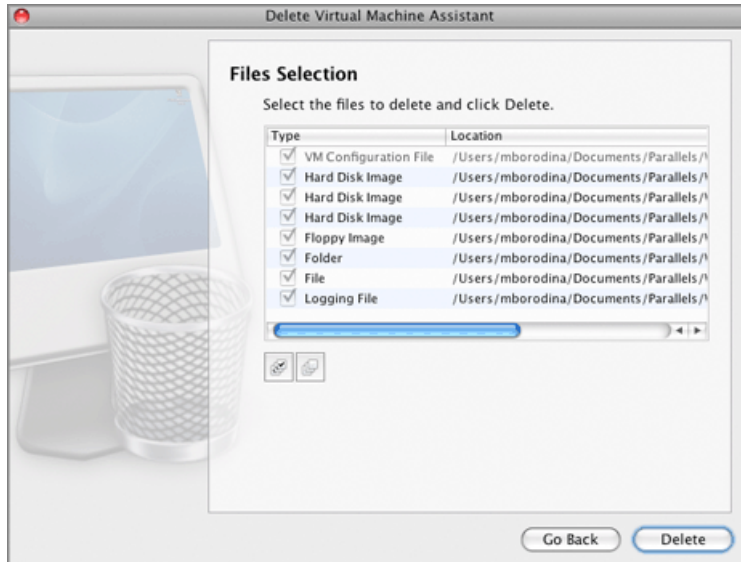 Delete Virtual Machine Assistant
Files Selection
Select the files to delete and click Delete.
Type Location
VM Configuration File /Users/mborodina/Documents/Parallels/
Hard Disk Image /Users/mborodina/Documents/Parallels/
Hard Disk Image /Users/mborodina/Documents/Parallels/
Hard Disk Image /Users/mborodina/Documents/Parallels/
Floppy Image /Users/mborodina/Documents/Parallels/
Folder /Users/mborodina/Documents/Parallels/
File /Users/mborodina/Documents/Parallels/
Logging File /Users/mborodina/Documents/Parallels/
Go Back Delete